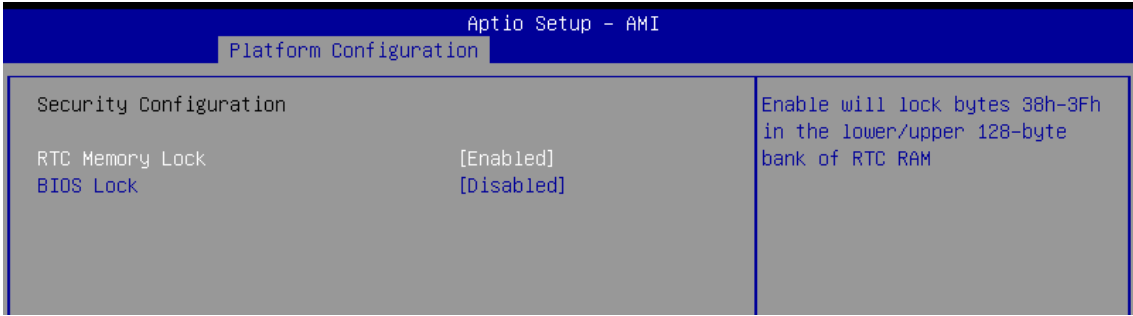 Aptio Setup - AMI
Platform Configuration
Security Configuration
RTC Memory Lock [Enabled]
BIOS Lock [Disabled]
Enable will lock bytes 38h-3Fh
in the lower/upper 128-byte
bank of RTC RAM